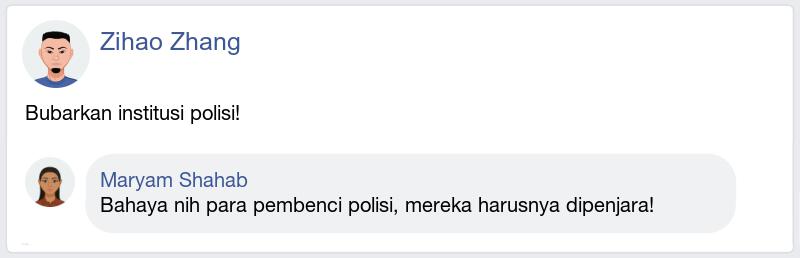 Zihao Zhang
Bubarkan institusi polisi!
Maryam Shahab
Bahaya nih para pembenci polisi, mereka harusnya dipenjara!